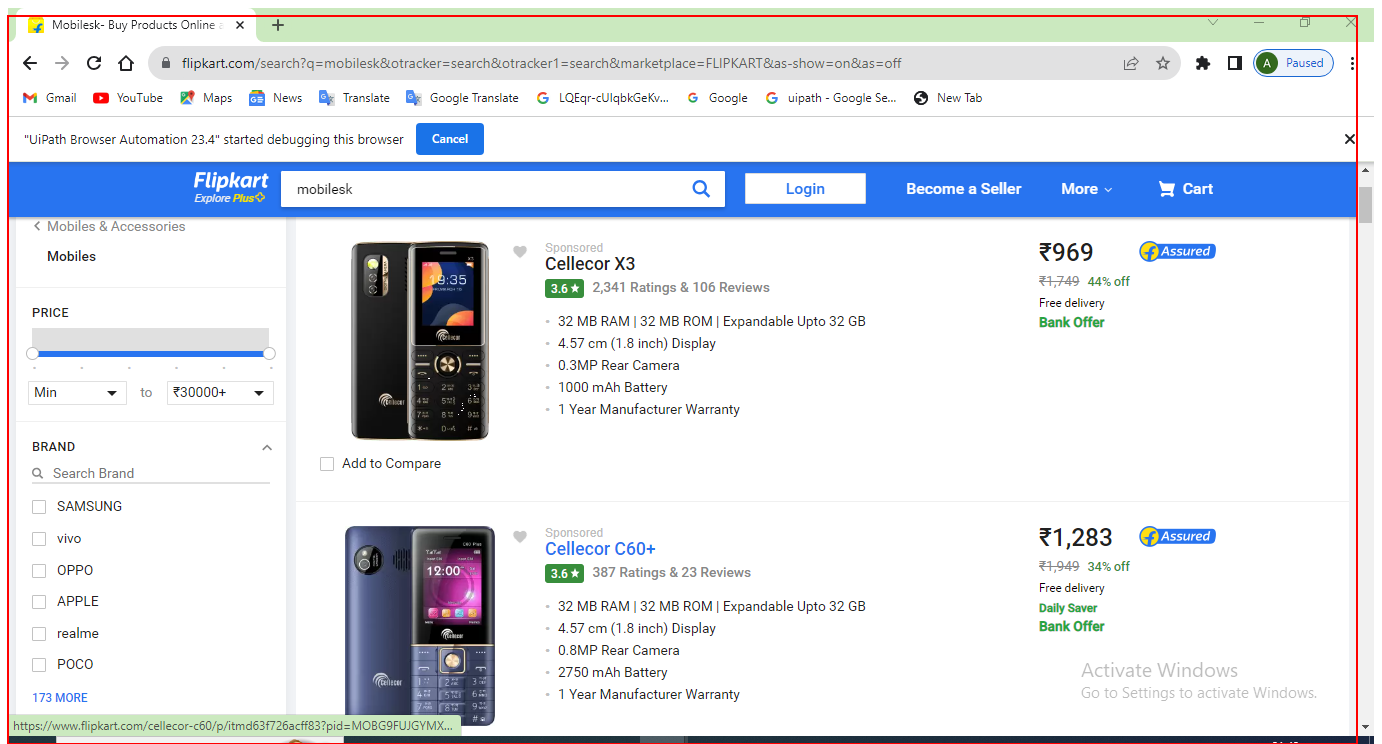 Mobilesk- Buy Products Online a
flipkart.com/search?q=mobilesk&otracker=search&otracker1=search&marketplace=FLIPKART&as-show=on&as=off
A Paused
Gmail YouTube Maps News Translate Google Translate LQEqr-cUlqbkGeKv... Google uipath - Google Se... New Tab
"UiPath Browser Automation 23.4" started debugging this browser Cancel
Flipkart
Explore Plus
mobilesk
Login
Become a Seller
More
Cart
Mobiles & Accessories
Mobiles
PRICE
Min to ₹30000+
BRAND
Search Brand
SAMSUNG
vivo
OPPO
APPLE
realme
POCO
173 MORE
19:35
Cellecor
Cellecor
Add to Compare
Sponsored
Cellecor X3
3.6★ 2,341 Ratings & 106 Reviews
32 MB RAM | 32 MB ROM | Expandable Upto 32 GB
4.57 cm (1.8 inch) Display
0.3MP Rear Camera
1000 mAh Battery
1 Year Manufacturer Warranty
₹969 Assured
₹1,749 44% off
Free delivery
Bank Offer
C60 Plus
12:00
Cellecor
Cellecor
Sponsored
Cellecor C60+
3.6★ 387 Ratings & 23 Reviews
32 MB RAM | 32 MB ROM | Expandable Upto 32 GB
4.57 cm (1.8 inch) Display
0.8MP Rear Camera
2750 mAh Battery
1 Year Manufacturer Warranty
₹1,283 Assured
₹1,949 34% off
Free delivery
Daily Saver
Bank Offer
Activate Windows
Go to Settings to activate Windows.
https://www.flipkart.com/cellecor-c60/p/itmd63f726acff83?pid=MOBG9FUJGYMX...